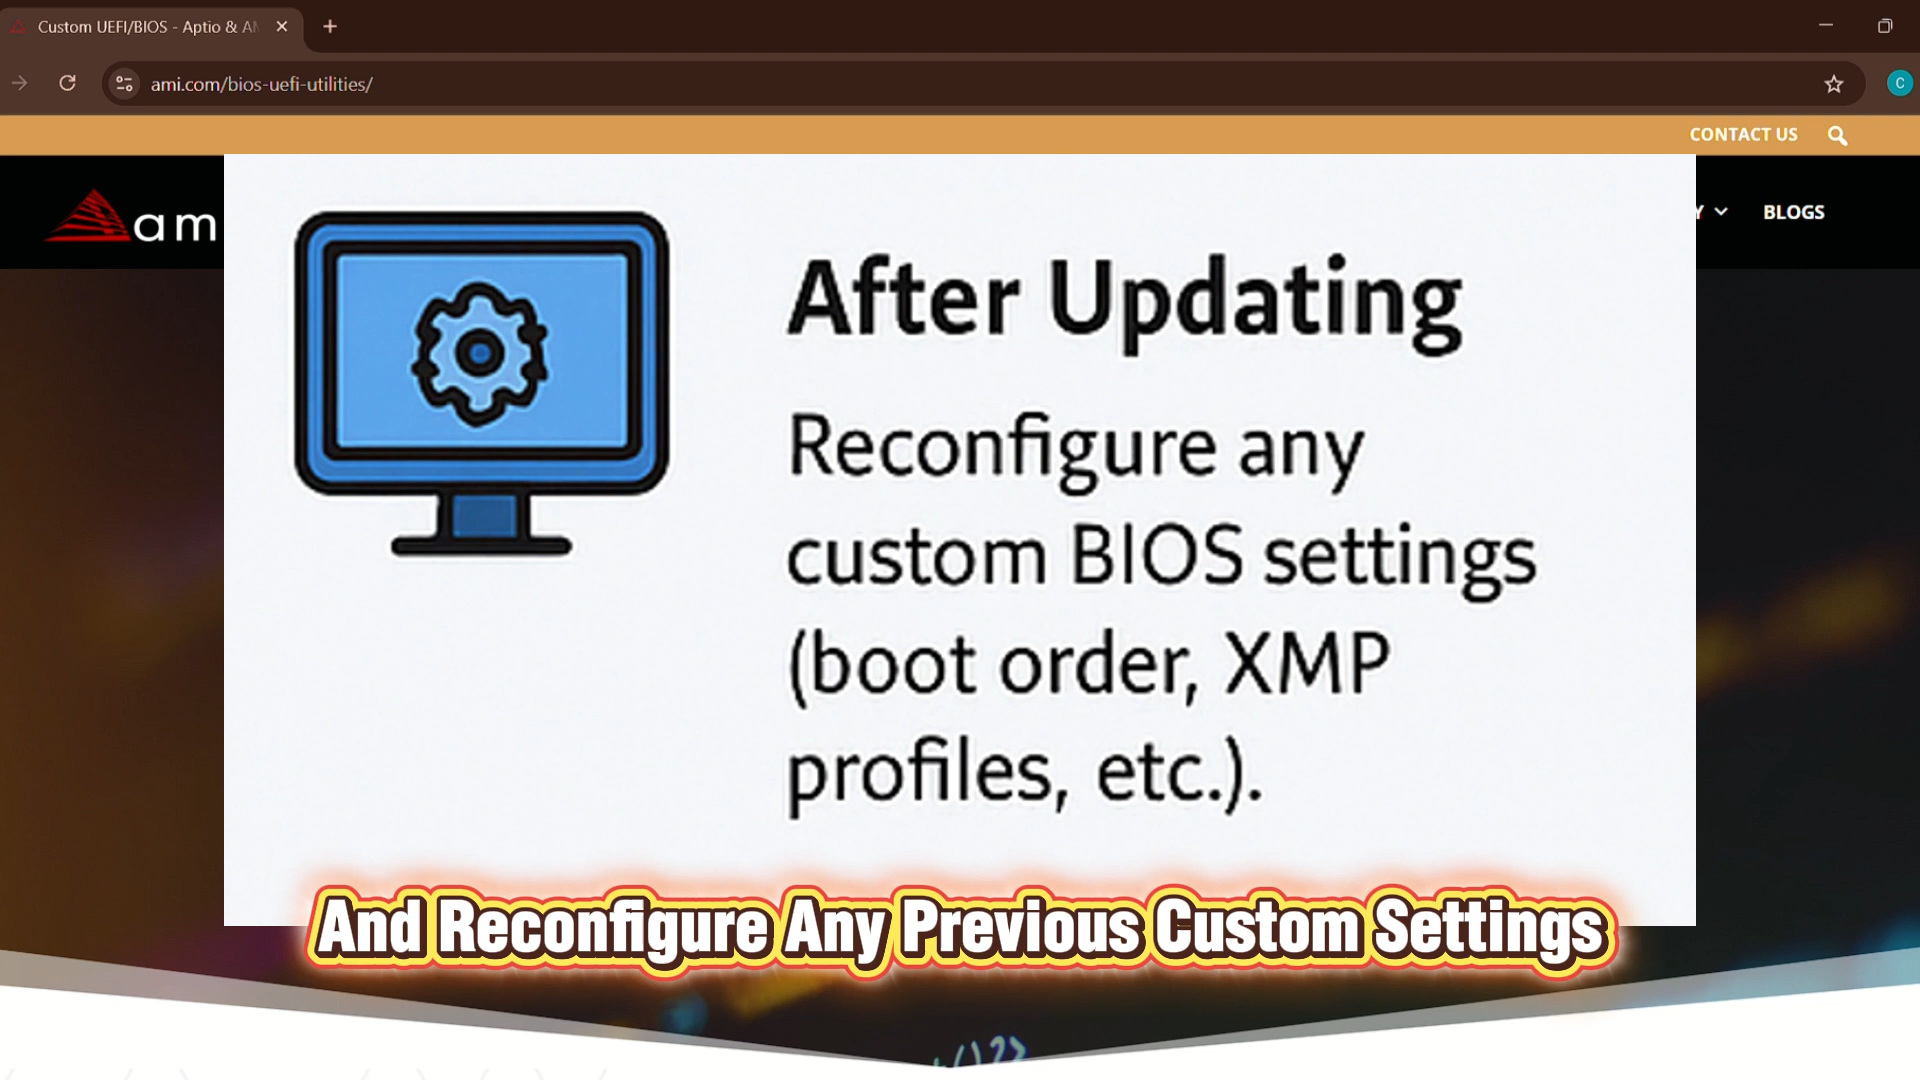 Custom UEFI/BIOS - Aptio & A
ami.com/bios-uefi-utilities/
C
CONTACT US
ami
Y
BLOGS
After Updating
Reconfigure any
custom BIOS settings
(boot order, XMP
profiles, etc.).
And Reconfigure Any Previous Custom Settings